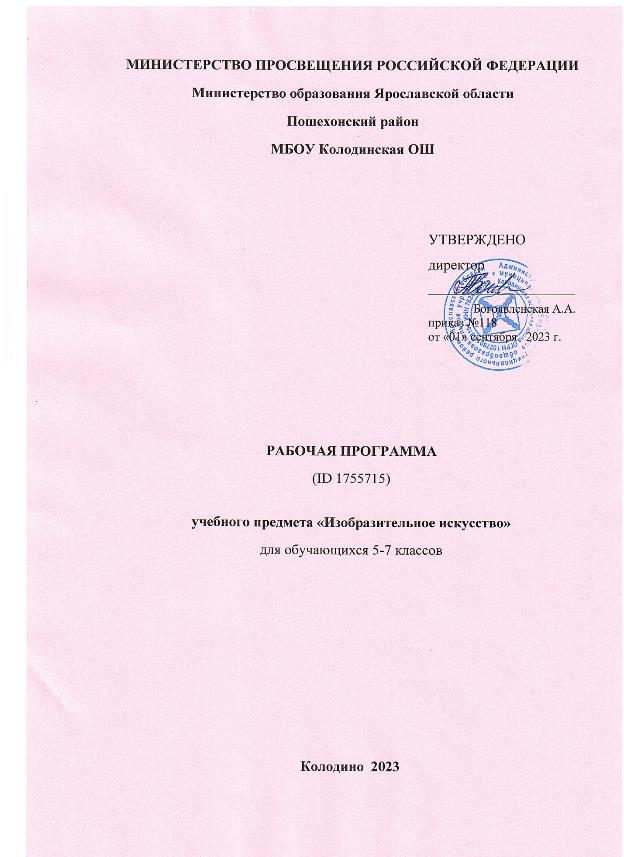 МИНИСТЕРСТВО ПРОСВЕЩЕНИЯ РОССИЙСКОЙ ФЕДЕРАЦИИ
Министерство образования Ярославской области
Пошехонский район
МБОУ Колодинская ОШ
УТВЕРЖДЕНО
директор
Богоявленская А.А.
приказ №118
от «01» сентября 2023 г.
РАБОЧАЯ ПРОГРАММА
(ID 1755715)
учебного предмета «Изобразительное искусство»
для обучающихся 5-7 классов
Колодино 2023